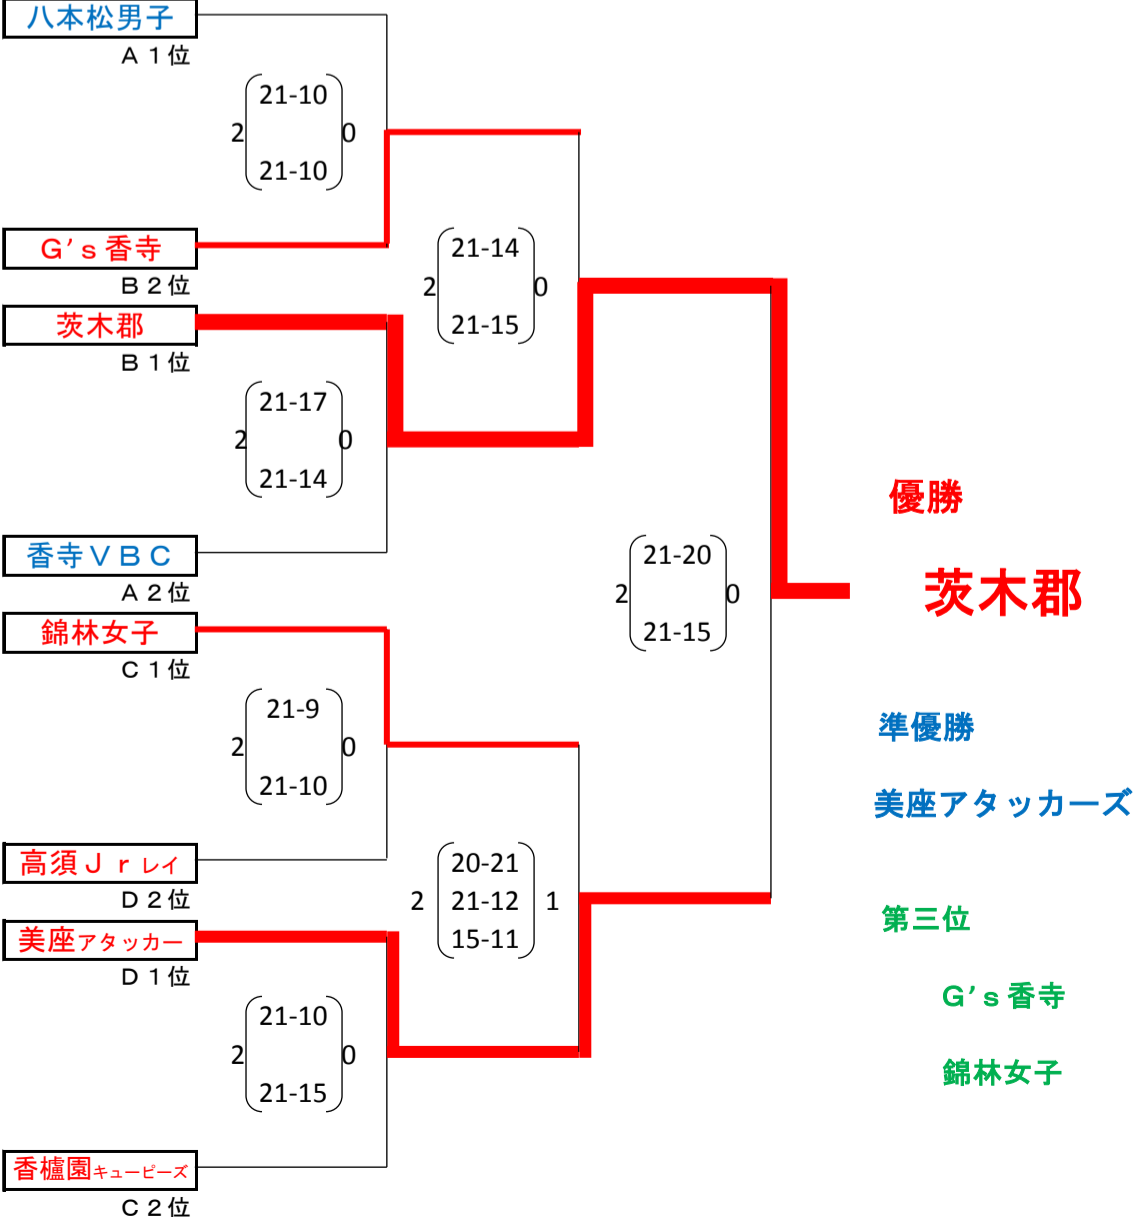 八本松男子
A１位
21-10
2 0
21-10
G’s香寺
B２位
21-14
2 0
21-15
茨木郡
B１位
21-17
2 0
21-14
香寺VBC
A２位
優勝
茨木郡
21-20
2 0
21-15
錦林女子
C１位
21-9
2 0
21-10
準優勝
美座アタッカーズ
高須Jrレイ
D２位
20-21
2 21-12 1
15-11
第三位
G’s香寺
錦林女子
美座アタッカー
D１位
21-10
2 0
21-15
香櫨園キューピーズ
C２位